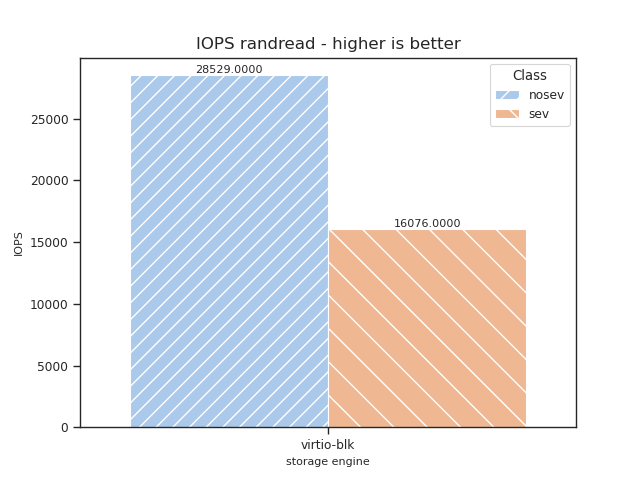 IOPS randread - higher is better
28529.0000
Class
nosev
sev
16076.0000
IOPS
25000
20000
15000
10000
5000
0
virtio-blk
storage engine